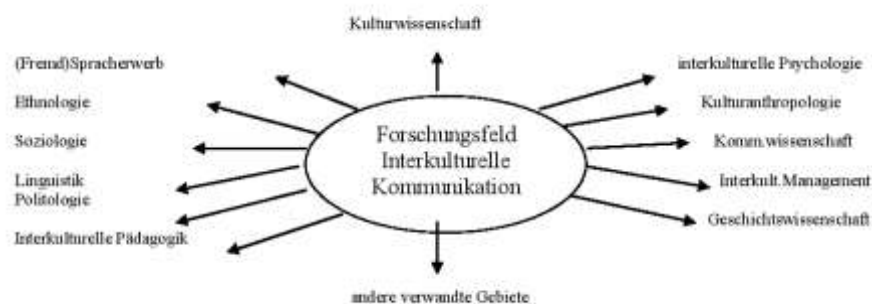 Kulturwissenschaft
(Fremd)Spracherwerb
Ethnologie
Soziologie
Linguistik
Politologie
Interkulturelle Pädagogik
Forschungsfeld
Interkulturelle
Kommunikation
interkulturelle Psychologie
Kulturanthropologie
Komm.wissenschaft
Interkult.Management
Geschichtswissenschaft
andere verwandte Gebiete